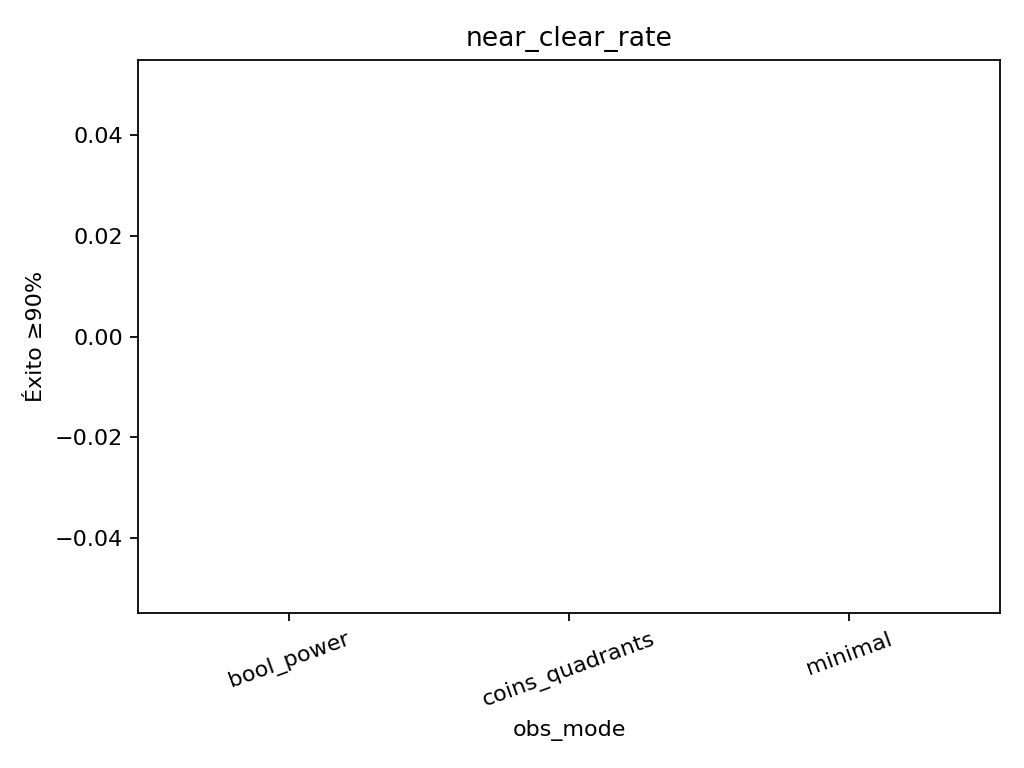 near_clear_rate
Éxito ≥90%
0.04
0.02
0.00
−0.02
−0.04
bool_power
coins_quadrants
minimal
obs_mode